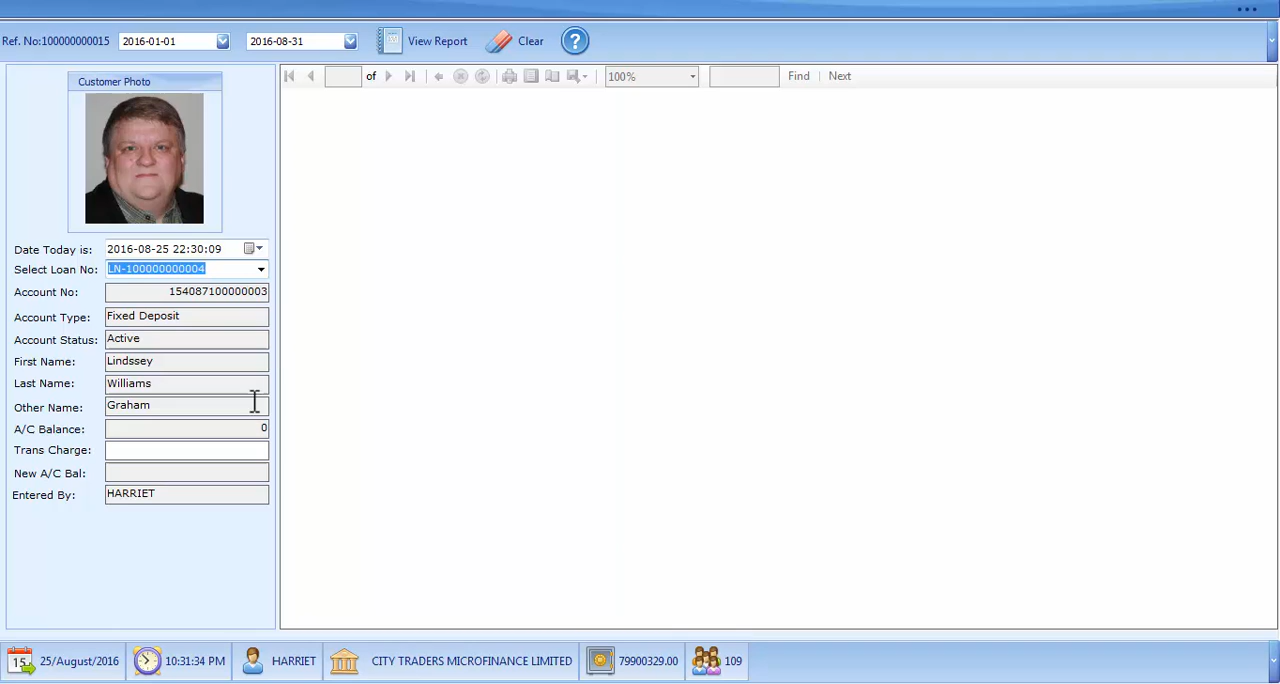 Ref. No:100000000015 2016-01-01 2016-08-31 View Report Clear ?
Customer Photo
of 100% Find Next
Date Today is: 2016-08-25 22:30:09
Select Loan No: LN-100000000004
Account No: 154087100000003
Account Type: Fixed Deposit
Account Status: Active
First Name: Lindssey
Last Name: Williams
Other Name: Graham
A/C Balance: 0
Trans Charge:
New A/C Bal:
Entered By: HARRIET
15 25/August/2016 10:31:34 PM HARRIET CITY TRADERS MICROFINANCE LIMITED 79900329.00 109